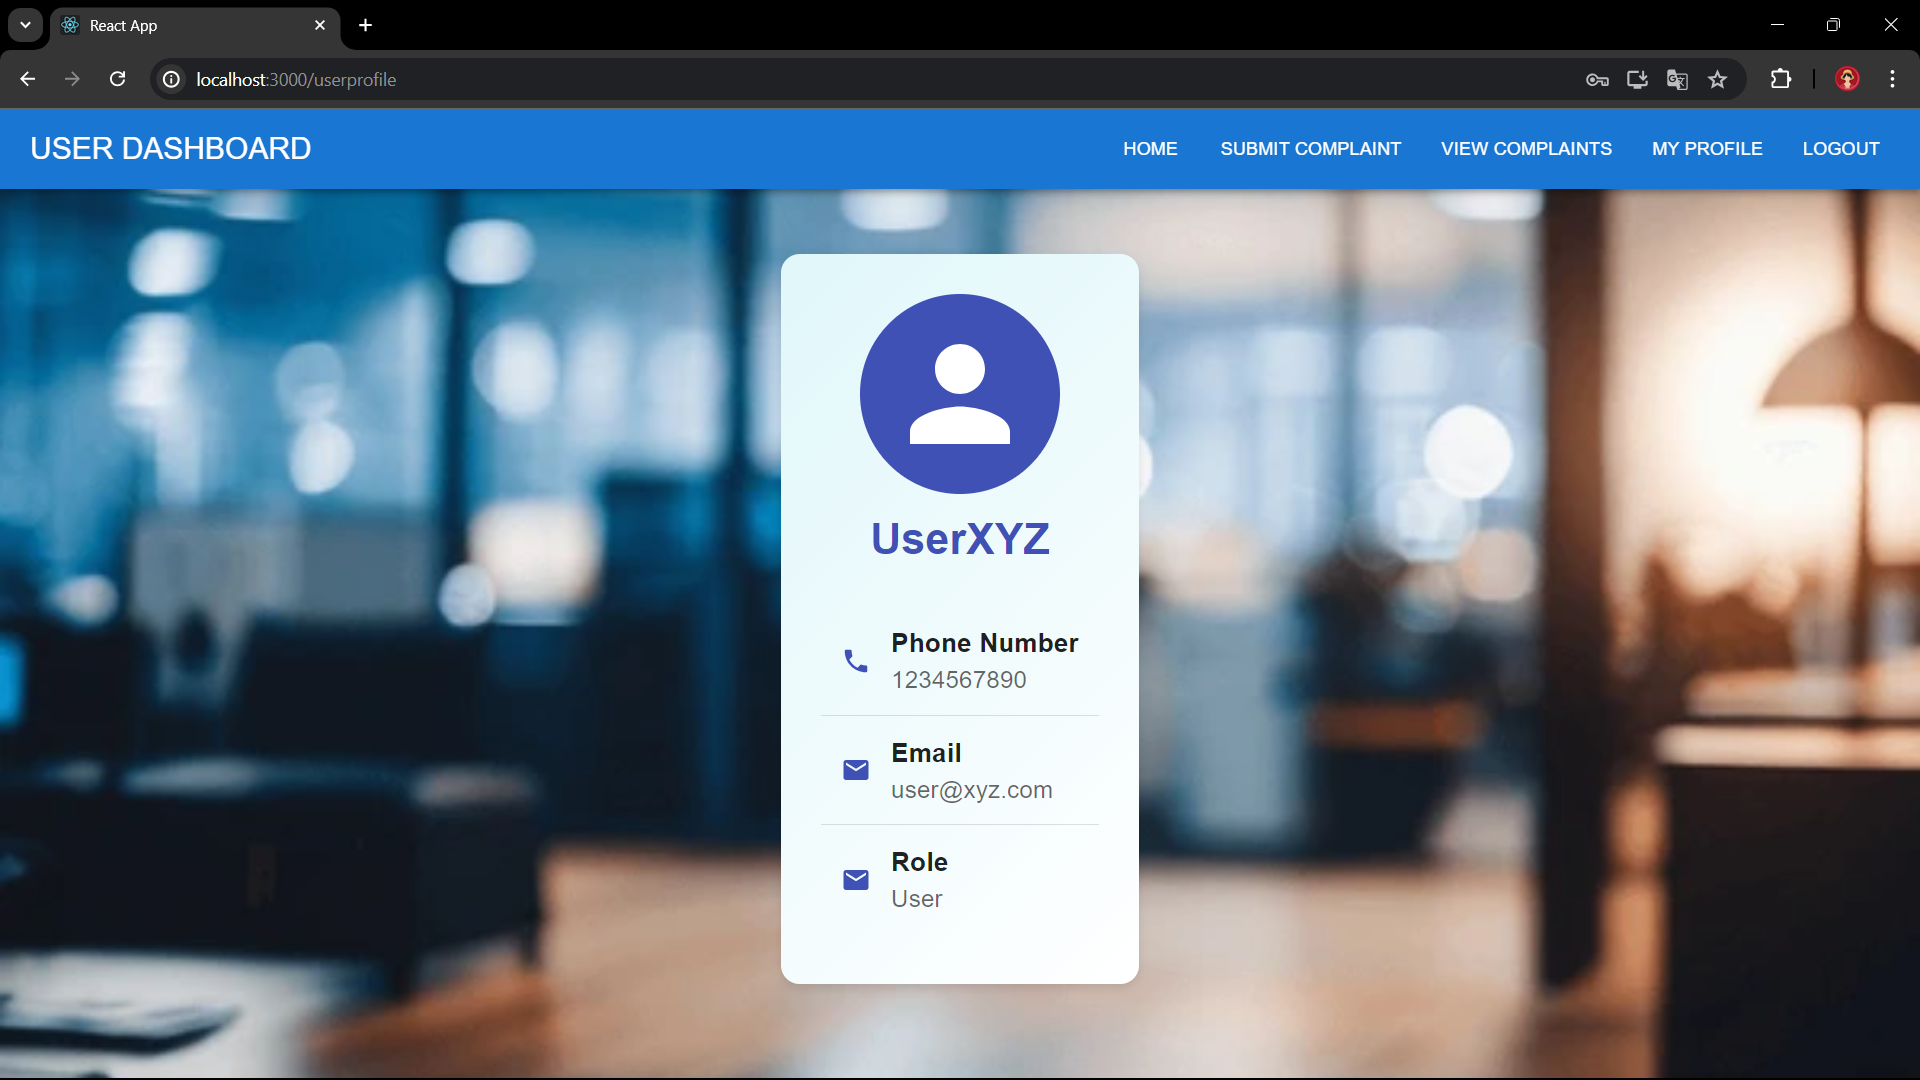 React App
localhost:3000/userprofile
USER DASHBOARD
HOME SUBMIT COMPLAINT VIEW COMPLAINTS MY PROFILE LOGOUT
UserXYZ
Phone Number
1234567890
Email
user@xyz.com
Role
User